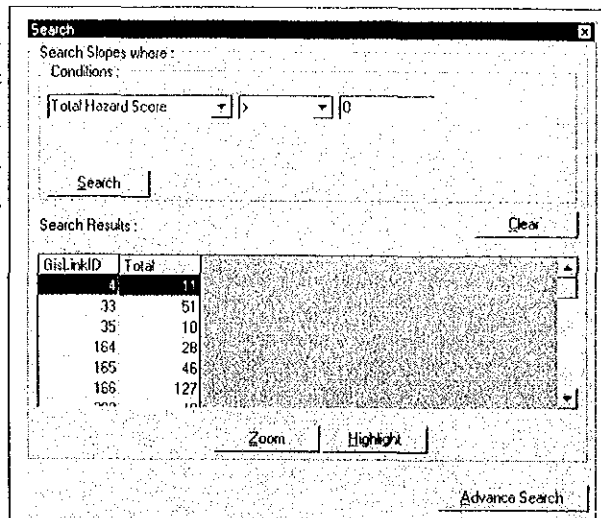 Search
Search Slopes where :
Conditions :
Total Hazard Score > 0
Search
Search Results : Clear
GisLinkID Total
4 11
33 51
35 10
164 28
165 46
166 127
Zoom Highlight
Advance Search